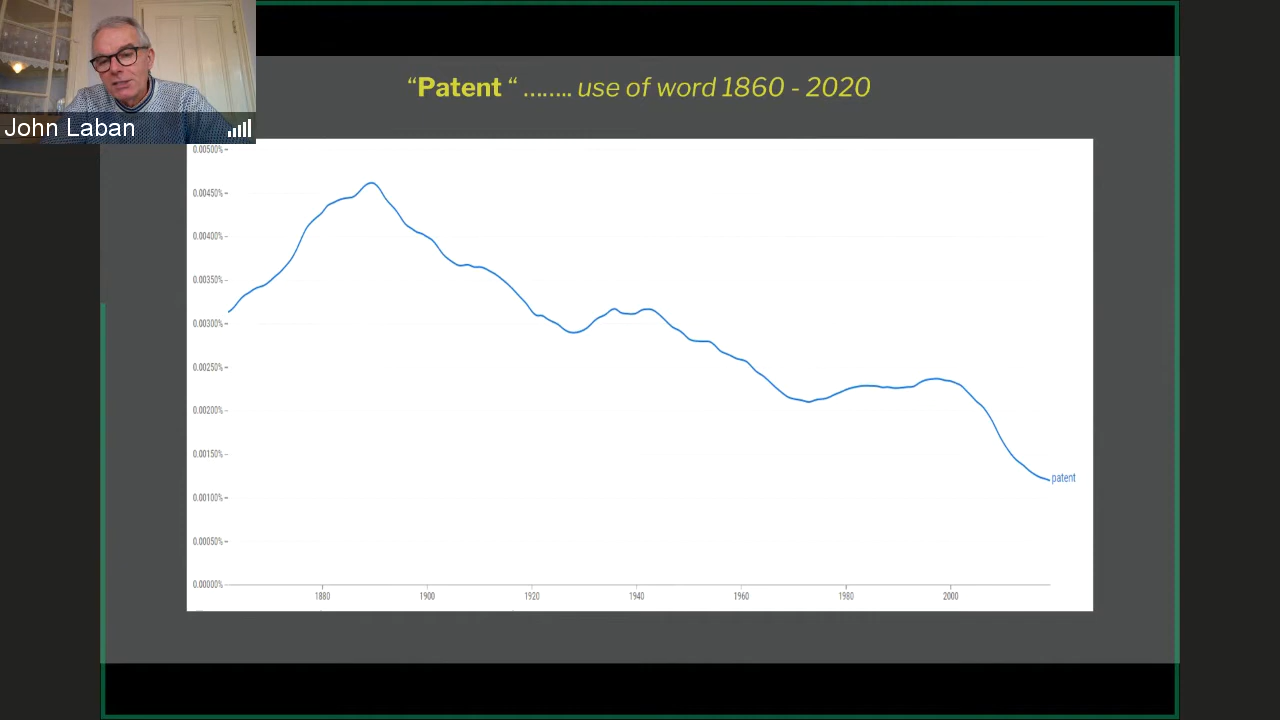 John Laban
“Patent “ …….. use of word 1860 - 2020
0.00500%
0.00450%
0.00400%
0.00350%
0.00300%
0.00250%
0.00200%
0.00150%
0.00100%
0.00050%
0.00000%
patent
1880 1900 1920 1940 1960 1980 2000